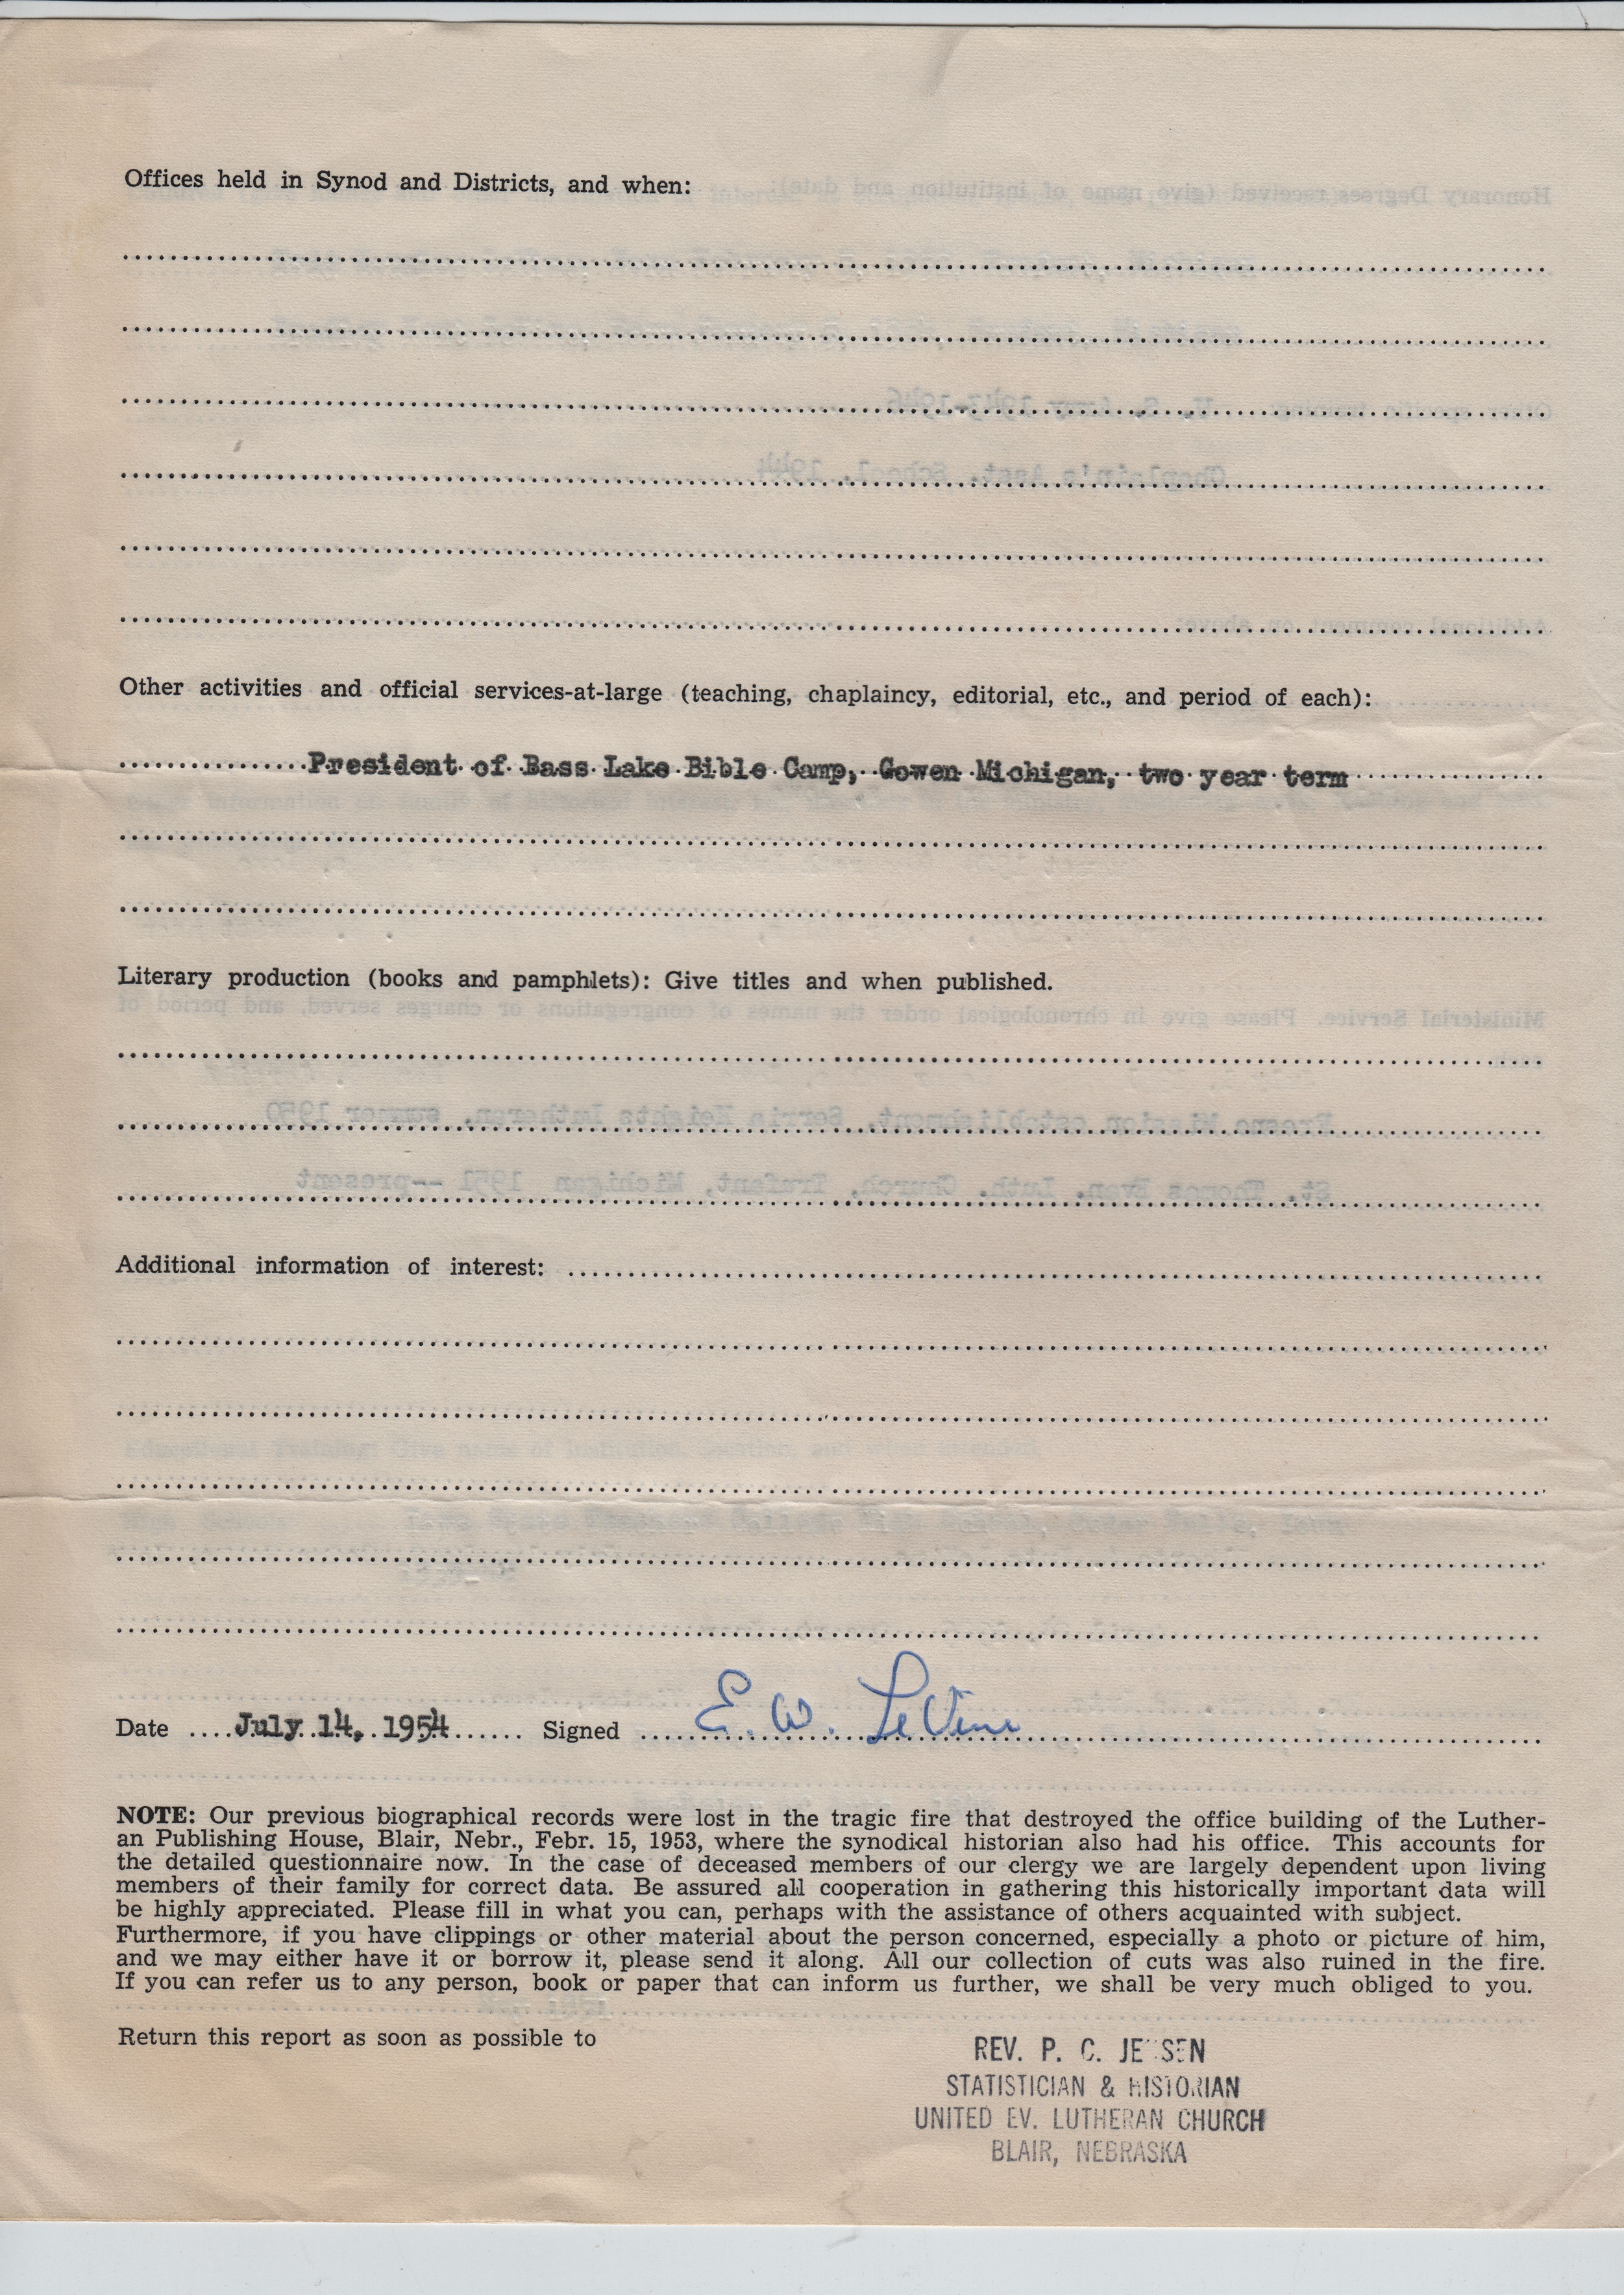 Offices held in Synod and Districts, and when:
Other activities and official services-at-large (teaching, chaplaincy, editorial, etc., and period of each):
President of Bass Lake Bible Camp, Gowen Michigan, two year term
Literary production (books and pamphlets): Give titles and when published.
Additional information of interest:
Date July 14, 1954 Signed E. W. LeVine
NOTE: Our previous biographical records were lost in the tragic fire that destroyed the office building of the Luther-
an Publishing House, Blair, Nebr., Febr. 15, 1953, where the synodical historian also had his office. This accounts for
the detailed questionnaire now. In the case of deceased members of our clergy we are largely dependent upon living
members of their family for correct data. Be assured all cooperation in gathering this historically important data will
be highly appreciated. Please fill in what you can, perhaps with the assistance of others acquainted with subject.
Furthermore, if you have clippings or other material about the person concerned, especially a photo or picture of him,
and we may either have it or borrow it, please send it along. All our collection of cuts was also ruined in the fire.
If you can refer us to any person, book or paper that can inform us further, we shall be very much obliged to you.
Return this report as soon as possible to
REV. P. C. JENSEN
STATISTICIAN & HISTORIAN
UNITED EV. LUTHERAN CHURCH
BLAIR, NEBRASKA